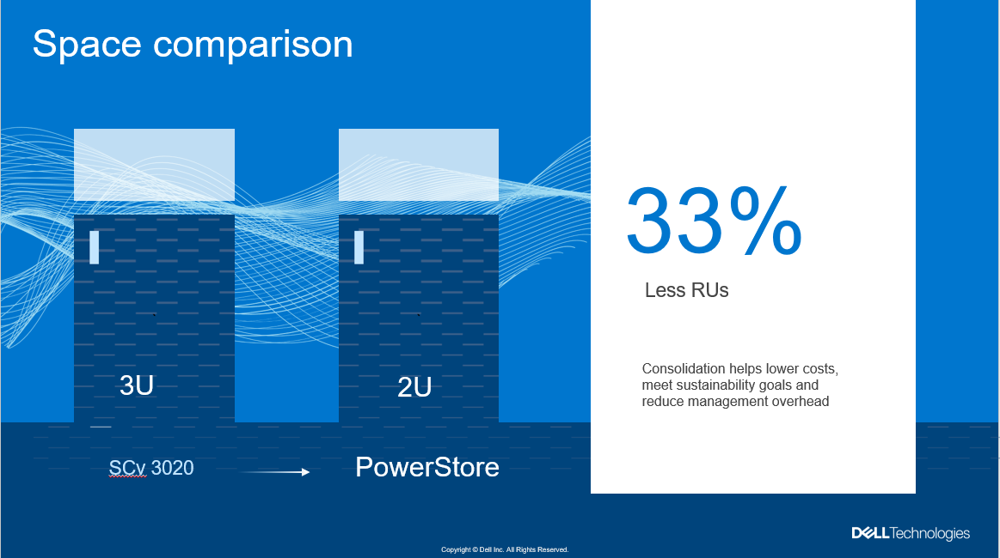 Space comparison
3U
2U
SCv 3020
PowerStore
33%
Less RUs
Consolidation helps lower costs,
meet sustainability goals and
reduce management overhead
DELLTechnologies
Copyright © Dell Inc. All Rights Reserved.